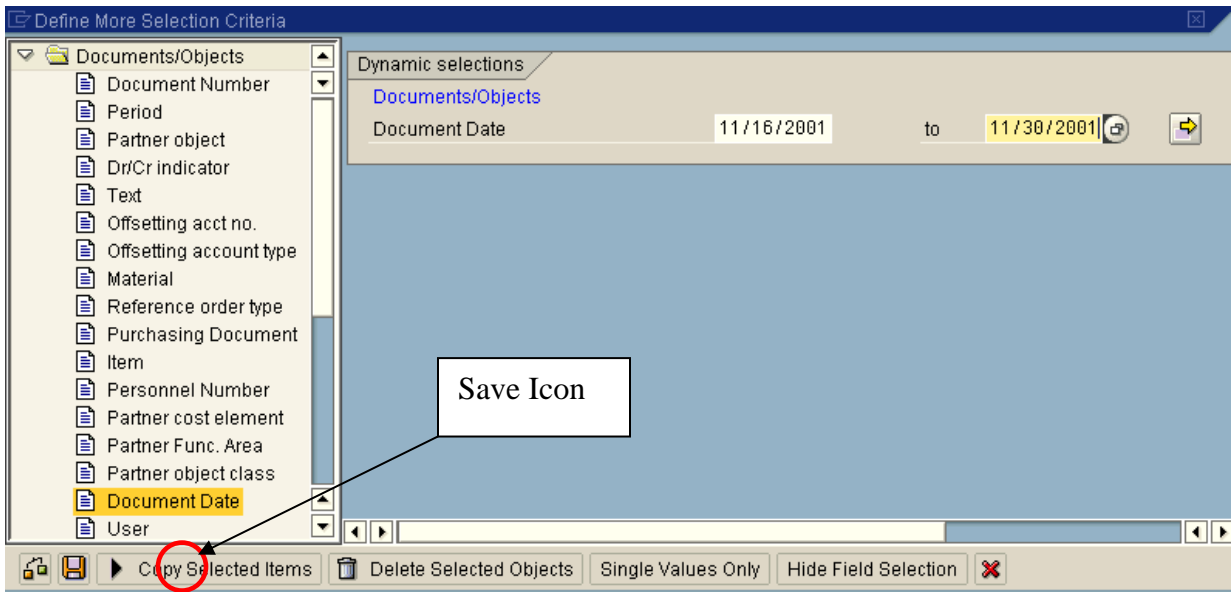 Define More Selection Criteria
Documents/Objects
Document Number
Period
Partner object
Dr/Cr indicator
Text
Offsetting acct no.
Offsetting account type
Material
Reference order type
Purchasing Document
Item
Personnel Number
Partner cost element
Partner Func. Area
Partner object class
Document Date
User
Dynamic selections
Documents/Objects
Document Date 11/16/2001 to 11/30/2001
Save Icon
Copy Selected Items Delete Selected Objects Single Values Only Hide Field Selection